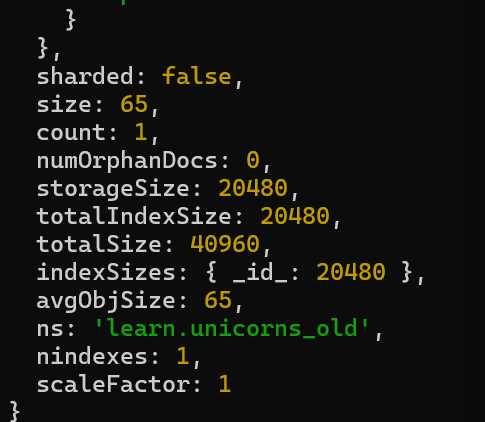 }
},
sharded: false,
size: 65,
count: 1,
numOrphanDocs: 0,
storageSize: 20480,
totalIndexSize: 20480,
totalSize: 40960,
indexSizes: { _id_: 20480 },
avgObjSize: 65,
ns: 'learn.unicorns_old',
nindexes: 1,
scaleFactor: 1
}